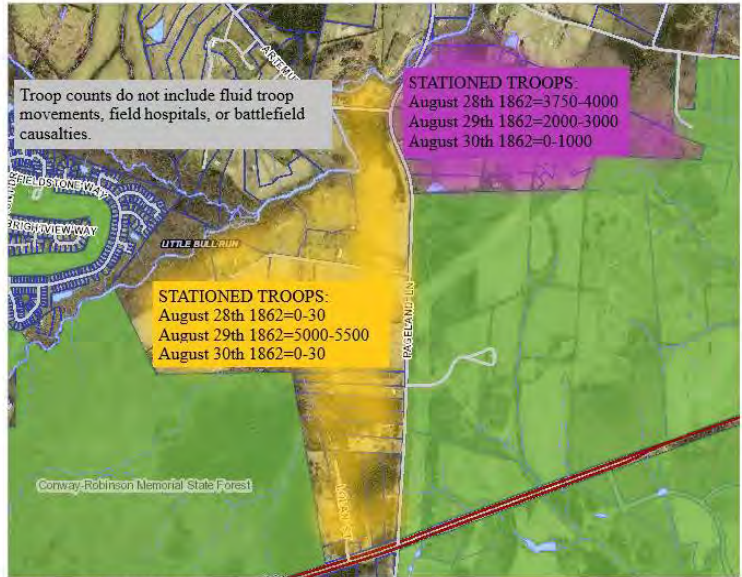 ARTEMU
STATIONED TROOPS:
August 28th 1862=3750-4000
August 29th 1862=2000-3000
August 30th 1862=0-1000
Troop counts do not include fluid troop
movements, field hospitals, or battlefield
causalties.
FIELDSTONE WAY
BRIGHTVIEW WAY
LITTLE BULL RUN
STATIONED TROOPS:
August 28th 1862=0-30
August 29th 1862=5000-5500
August 30th 1862=0-30
PAGELAND LN
Conway-Robinson Memorial State Forest